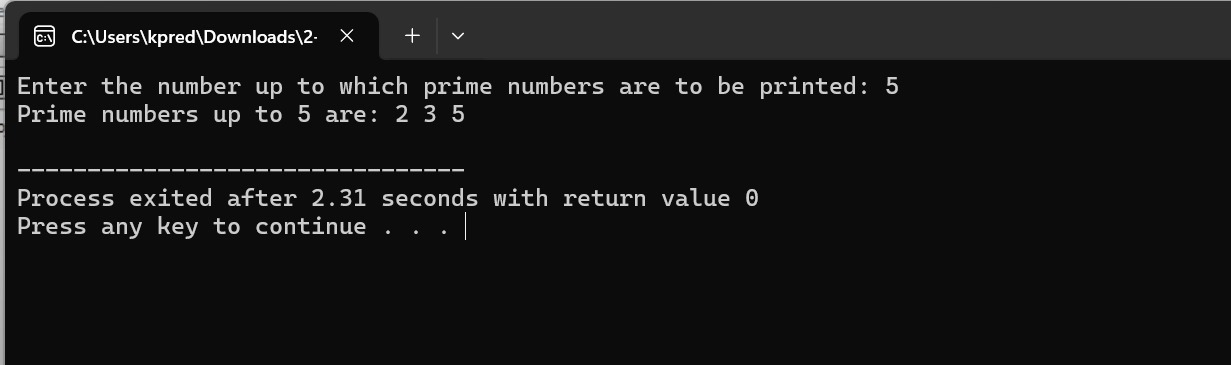 C:\Users\kpred\Downloads\2-
Enter the number up to which prime numbers are to be printed: 5
Prime numbers up to 5 are: 2 3 5
--------------------------------
Process exited after 2.31 seconds with return value 0
Press any key to continue . . .